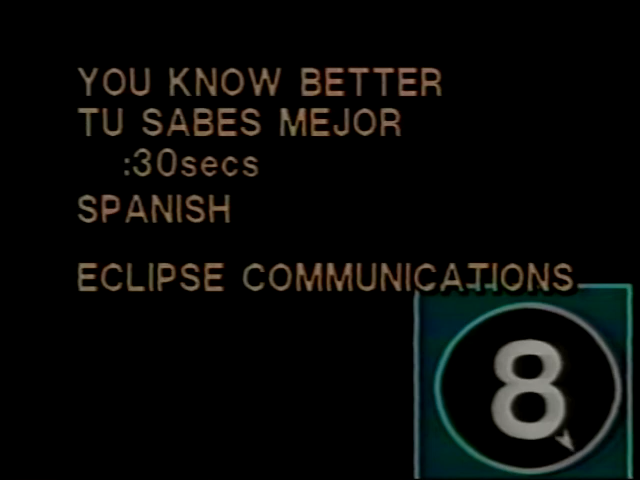 YOU KNOW BETTER
TU SABES MEJOR
:30secs
SPANISH
ECLIPSE COMMUNICATIONS
8